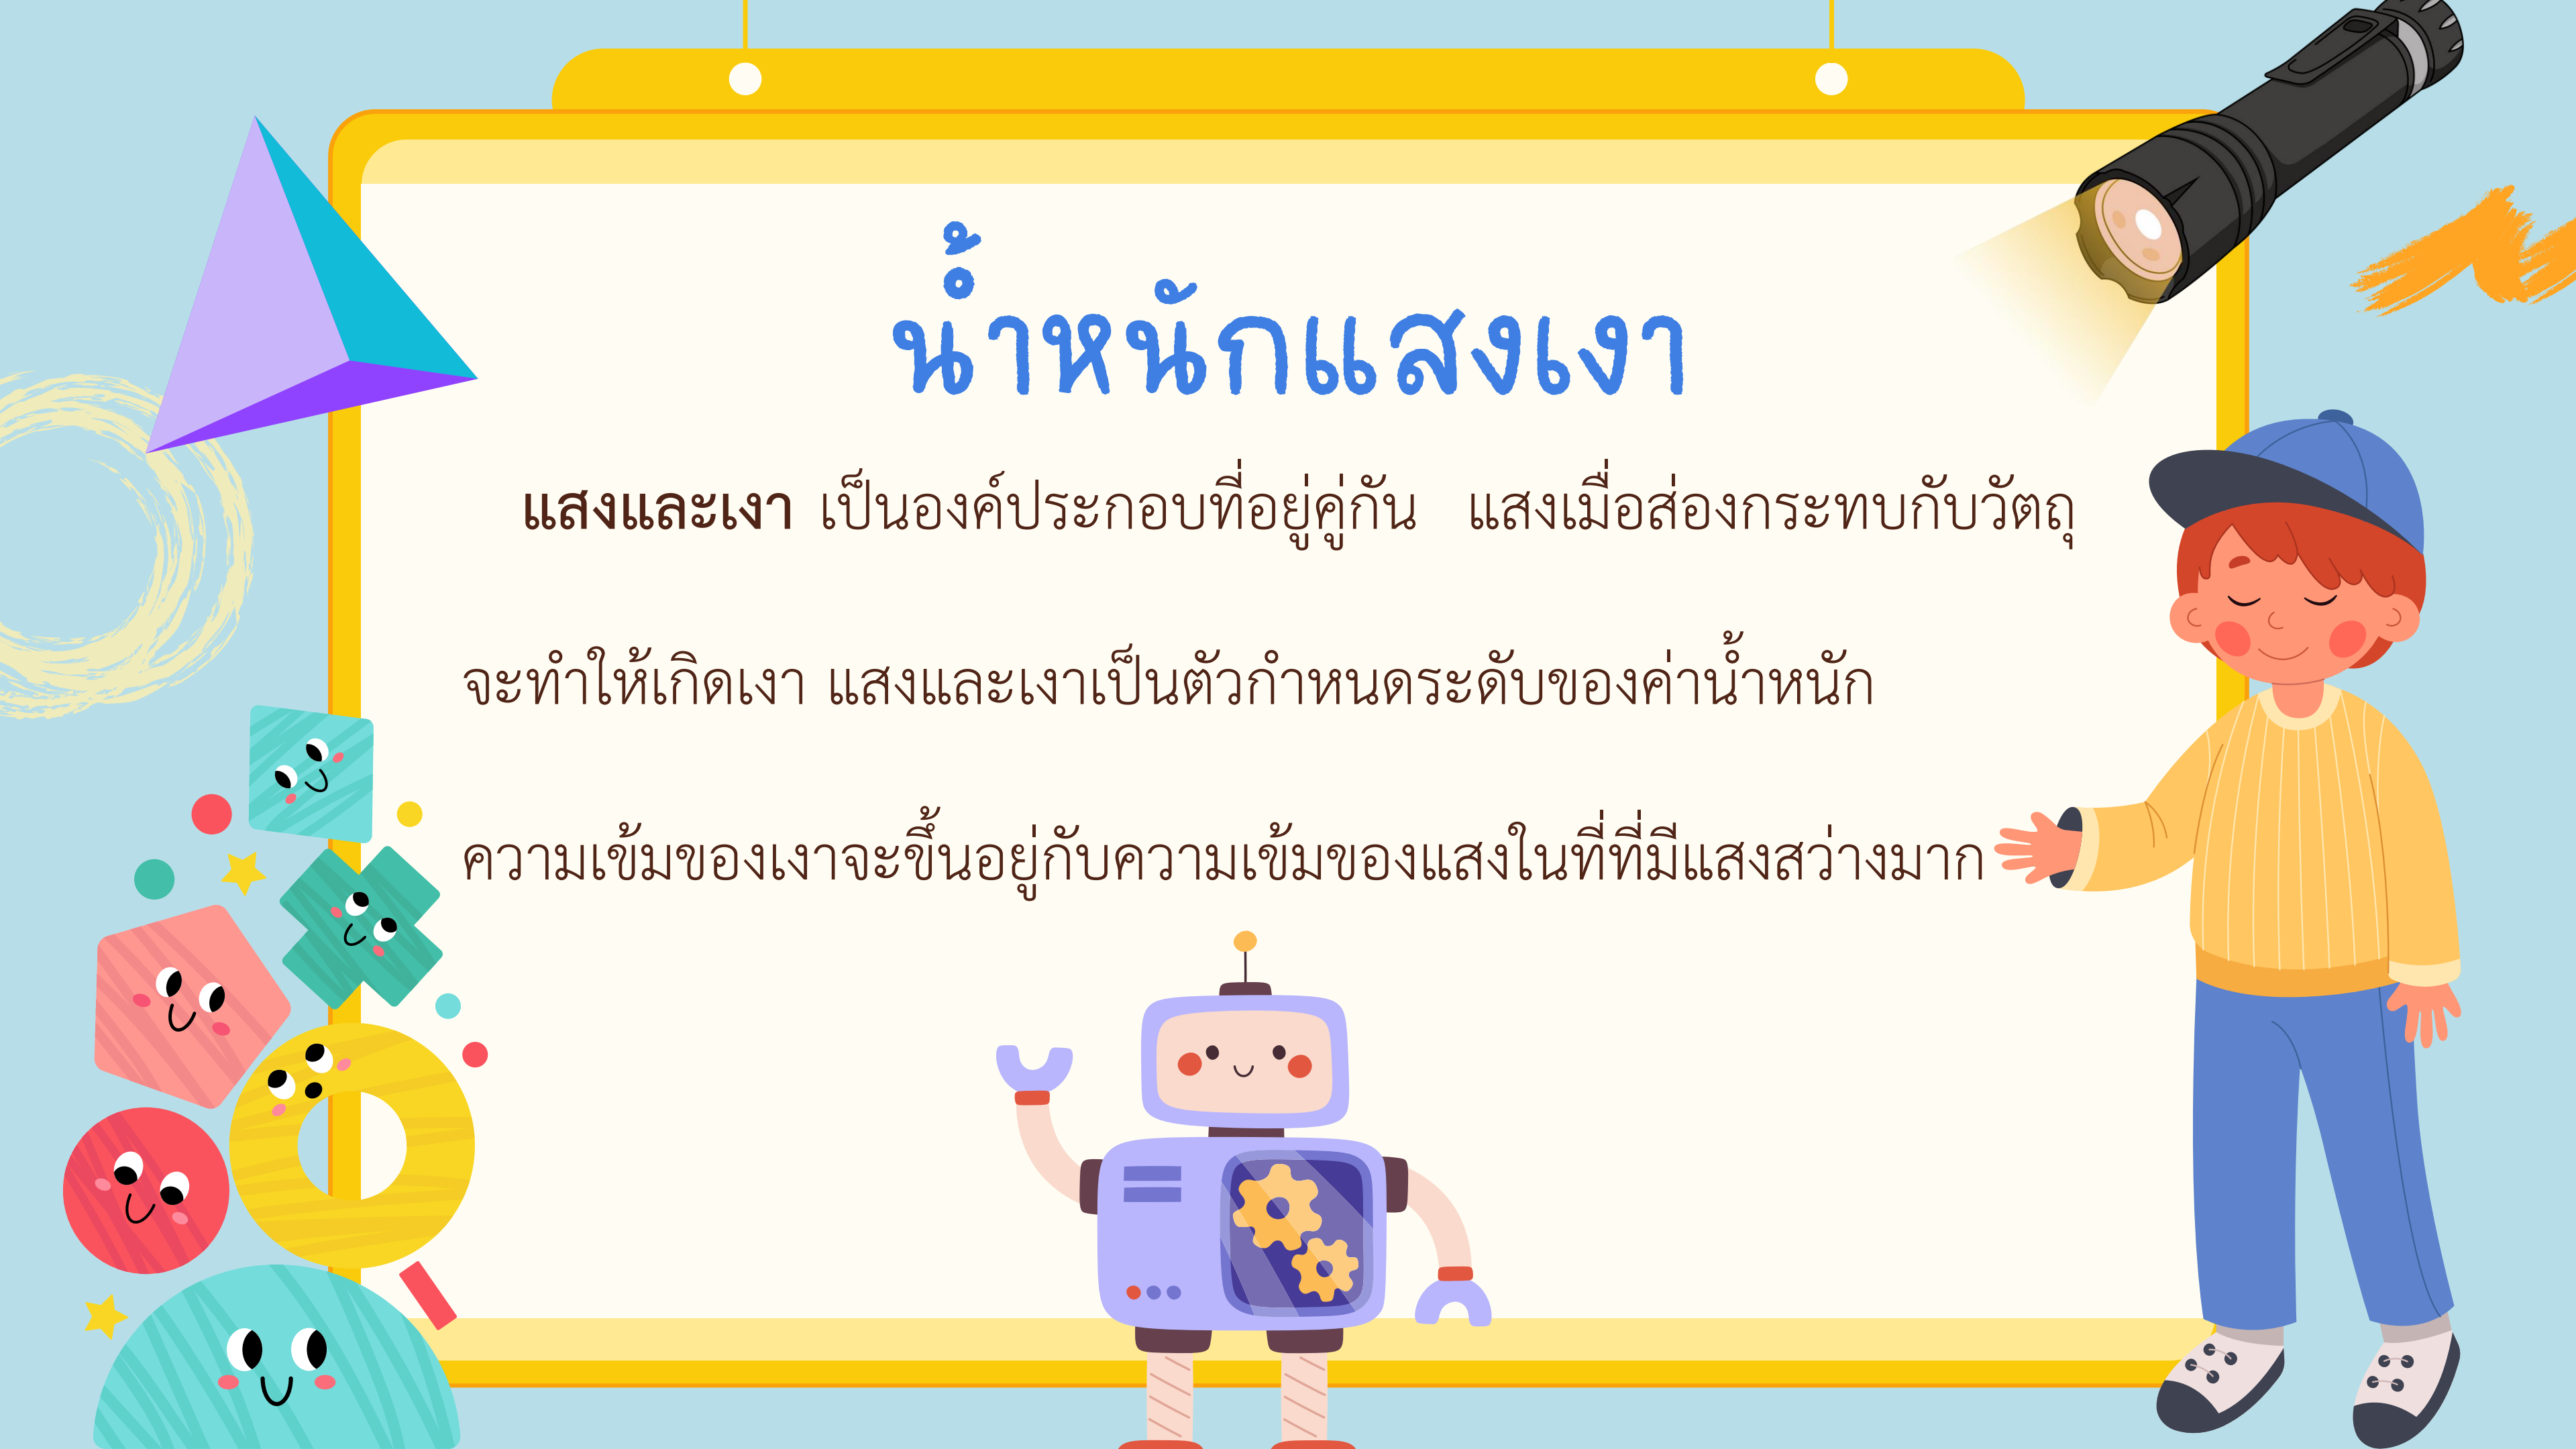 น้ำหนักแสงเงา
แสงและเงา เป็นองค์ประกอบที่อยู่คู่กัน แสงเมื่อส่องกระทบกับวัตถุ
จะทำให้เกิดเงา แสงและเงาเป็นตัวกำหนดระดับของค่าน้ำหนัก
ความเข้มของเงาจะขึ้นอยู่กับความเข้มของแสงในที่ที่มีแสงสว่างมาก